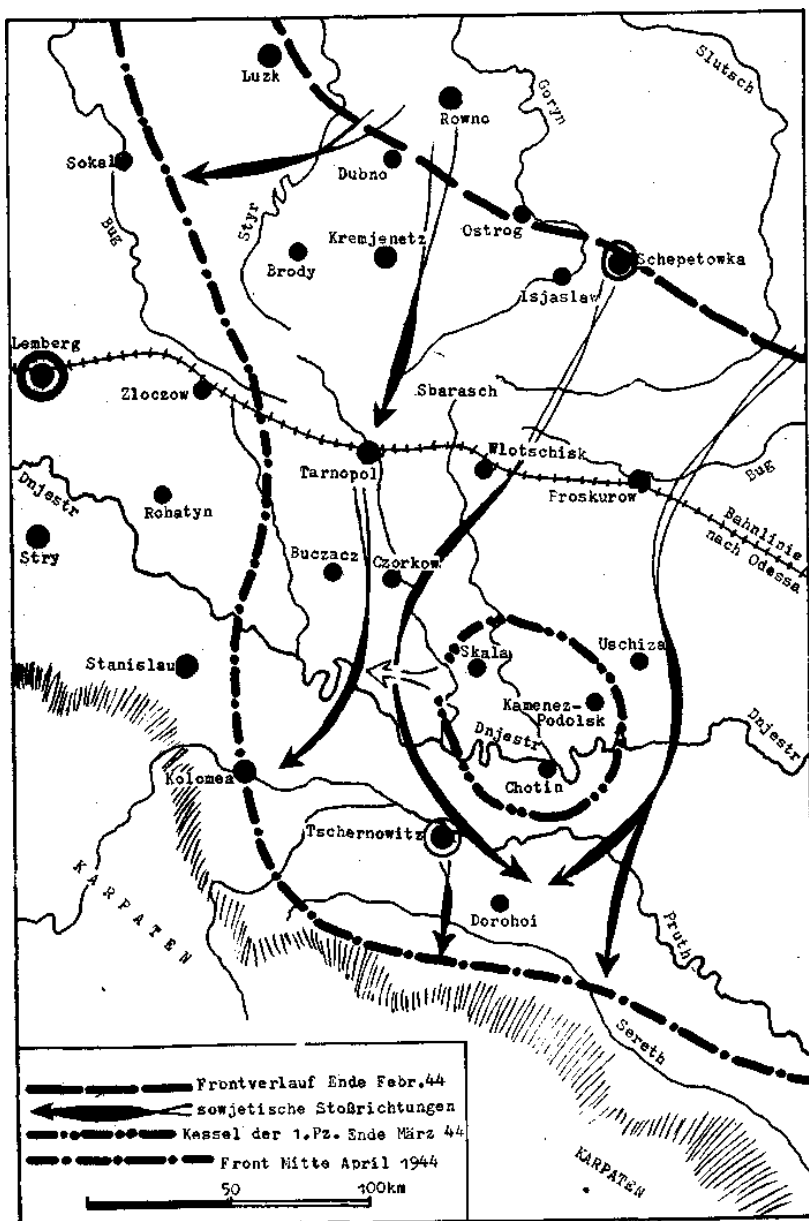 Luzk
Slutsch
Goryn
Rowno
Sokal
Dubno
Styr
Bug
Kremjenetz
Ostrog
Brody
Schepetowka
Isjaslaw
Lemberg
Zloczow
Sbarasch
Wlotschisk
Bug
Tarnopol
Froskurow
Dnjestr
Rohatyn
Bahnlinie
nach Odessa
Stry
Buczacz
Czorkow
Stanislau
Skala
Uschiza
Kamenez-
Podolsk
Dnjestr
Dnjestr
Kolomea
Chotin
Tschernowitz
KARPATEN
Dorohoi
Pruth
Sereth
Frontverlauf Ende Febr.44
sowjetische Stoßrichtungen
Kessel der 1.Pz. Ende März 44
Front Mitte April 1944
50 100km
KARPATEN